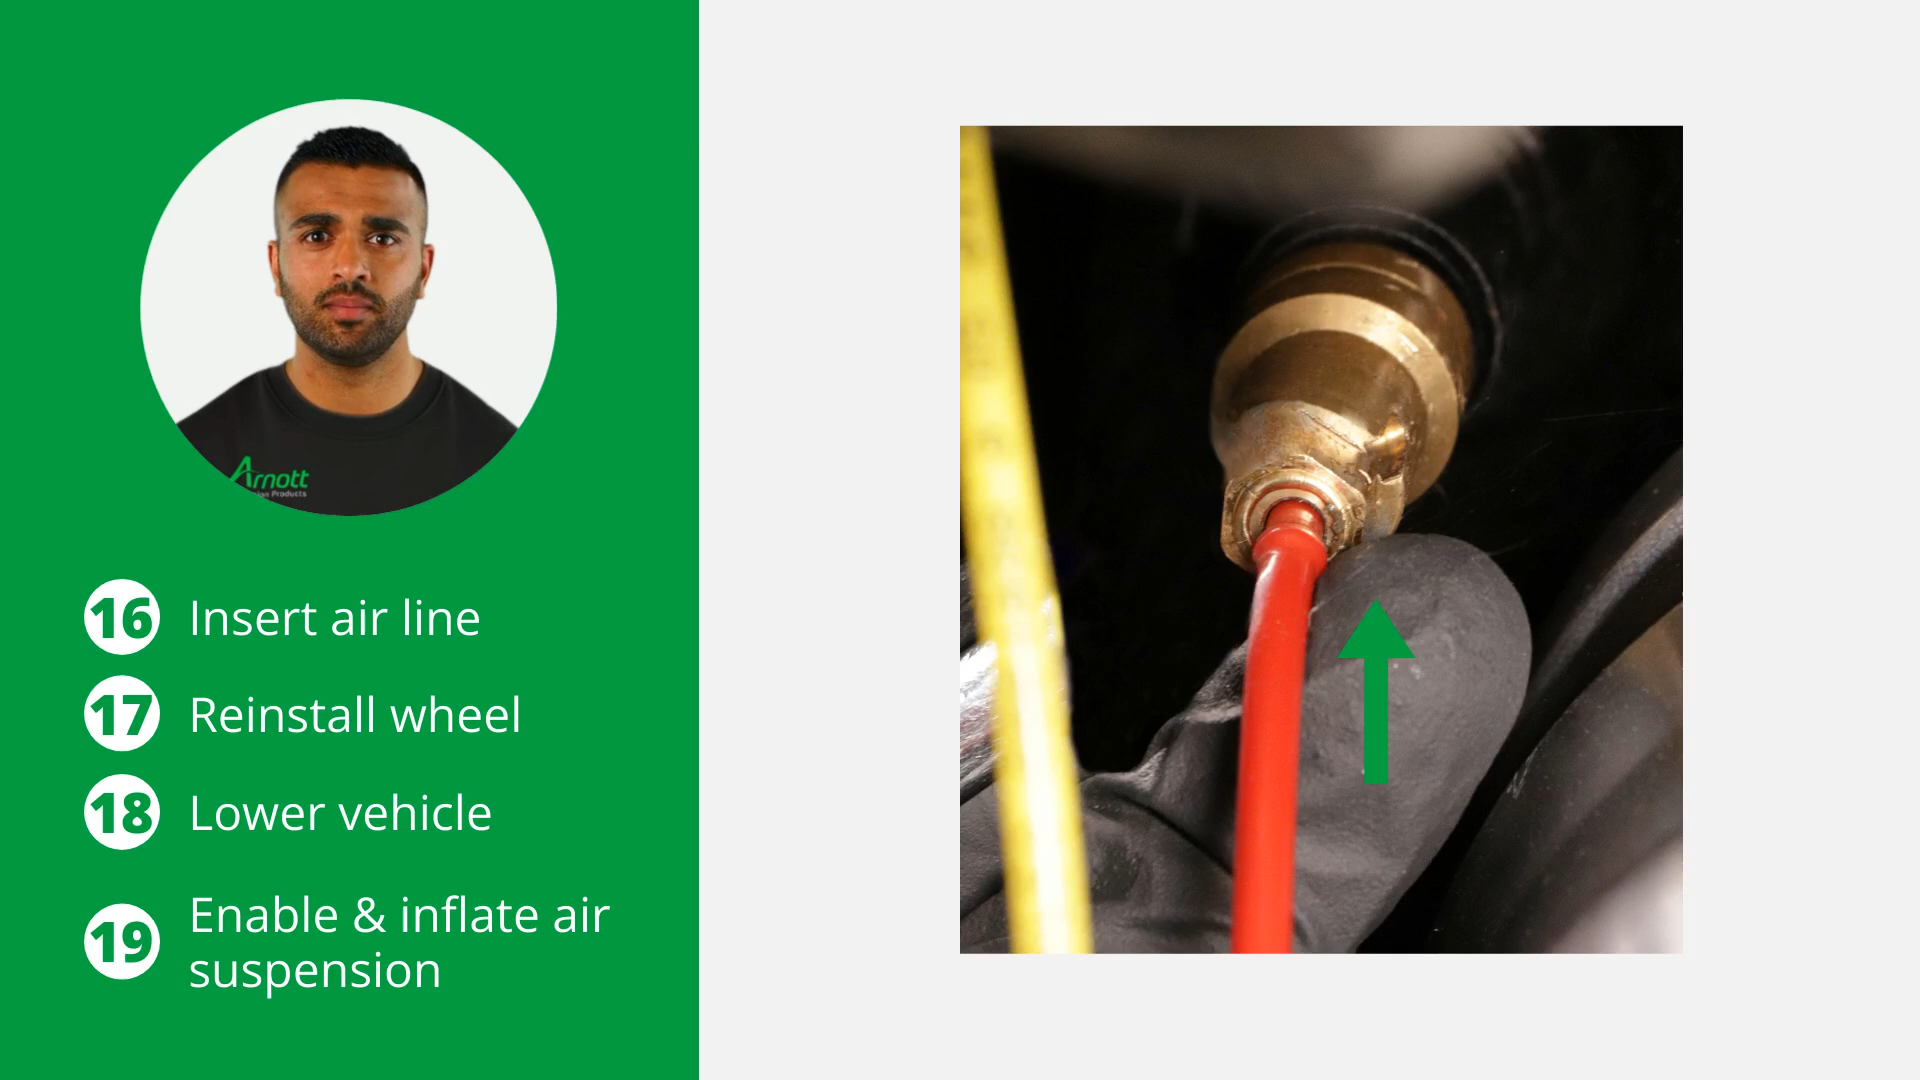 Arnott
16 Insert air line
17 Reinstall wheel
18 Lower vehicle
19 Enable & inflate air
suspension